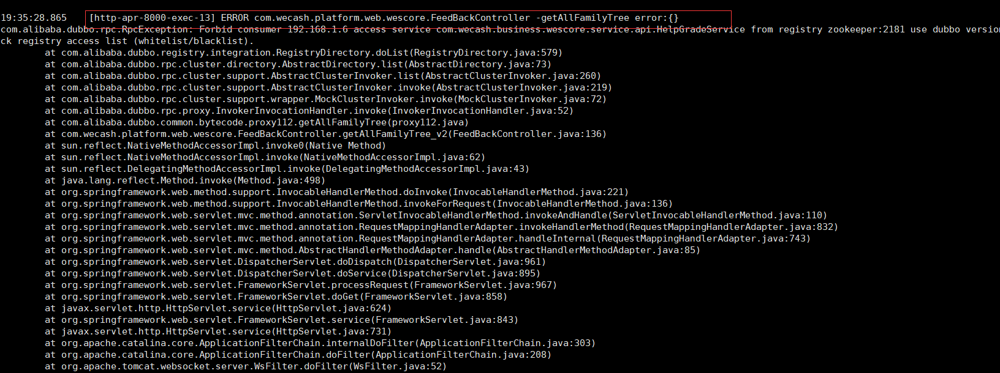 19:35:28.865 [http-apr-8000-exec-13] ERROR com.wecash.platform.web.wescore.FeedBackController -getAllFamilyTree error:{}
com.alibaba.dubbo.rpc.RpcException: Forbid consumer 192.168.1.6 access service com.wecash.business.wescore.service.api.HelpGradeService from registry zookeeper:2181 use dubbo version
ck registry access list (whitelist/blacklist).
at com.alibaba.dubbo.registry.integration.RegistryDirectory.doList(RegistryDirectory.java:579)
at com.alibaba.dubbo.rpc.cluster.directory.AbstractDirectory.list(AbstractDirectory.java:73)
at com.alibaba.dubbo.rpc.cluster.support.AbstractClusterInvoker.list(AbstractClusterInvoker.java:260)
at com.alibaba.dubbo.rpc.cluster.support.AbstractClusterInvoker.invoke(AbstractClusterInvoker.java:219)
at com.alibaba.dubbo.rpc.cluster.support.wrapper.MockClusterInvoker.invoke(MockClusterInvoker.java:72)
at com.alibaba.dubbo.rpc.proxy.InvokerInvocationHandler.invoke(InvokerInvocationHandler.java:52)
at com.alibaba.dubbo.common.bytecode.proxy112.getAllFamilyTree(proxy112.java)
at com.wecash.platform.web.wescore.FeedBackController.getAllFamilyTree_v2(FeedBackController.java:136)
at sun.reflect.NativeMethodAccessorImpl.invoke0(Native Method)
at sun.reflect.NativeMethodAccessorImpl.invoke(NativeMethodAccessorImpl.java:62)
at sun.reflect.DelegatingMethodAccessorImpl.invoke(DelegatingMethodAccessorImpl.java:43)
at java.lang.reflect.Method.invoke(Method.java:498)
at org.springframework.web.method.support.InvocableHandlerMethod.doInvoke(InvocableHandlerMethod.java:221)
at org.springframework.web.method.support.InvocableHandlerMethod.invokeForRequest(InvocableHandlerMethod.java:136)
at org.springframework.web.servlet.mvc.method.annotation.ServletInvocableHandlerMethod.invokeAndHandle(ServletInvocableHandlerMethod.java:110)
at org.springframework.web.servlet.mvc.method.annotation.RequestMappingHandlerAdapter.invokeHandlerMethod(RequestMappingHandlerAdapter.java:832)
at org.springframework.web.servlet.mvc.method.annotation.RequestMappingHandlerAdapter.handleInternal(RequestMappingHandlerAdapter.java:743)
at org.springframework.web.servlet.mvc.method.AbstractHandlerMethodAdapter.handle(AbstractHandlerMethodAdapter.java:85)
at org.springframework.web.servlet.DispatcherServlet.doDispatch(DispatcherServlet.java:961)
at org.springframework.web.servlet.DispatcherServlet.doService(DispatcherServlet.java:895)
at org.springframework.web.servlet.FrameworkServlet.processRequest(FrameworkServlet.java:967)
at org.springframework.web.servlet.FrameworkServlet.doGet(FrameworkServlet.java:858)
at javax.servlet.http.HttpServlet.service(HttpServlet.java:624)
at org.springframework.web.servlet.FrameworkServlet.service(FrameworkServlet.java:843)
at javax.servlet.http.HttpServlet.service(HttpServlet.java:731)
at org.apache.catalina.core.ApplicationFilterChain.internalDoFilter(ApplicationFilterChain.java:303)
at org.apache.catalina.core.ApplicationFilterChain.doFilter(ApplicationFilterChain.java:208)
at org.apache.tomcat.websocket.server.WsFilter.doFilter(WsFilter.java:52)